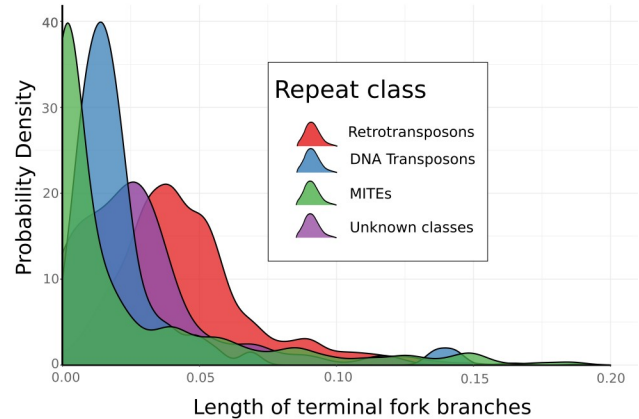 40
30
20
10
0
Probability Density
Repeat class
Retrotransposons
DNA Transposons
MITEs
Unknown classes
0.00 0.05 0.10 0.15 0.20
Length of terminal fork branches